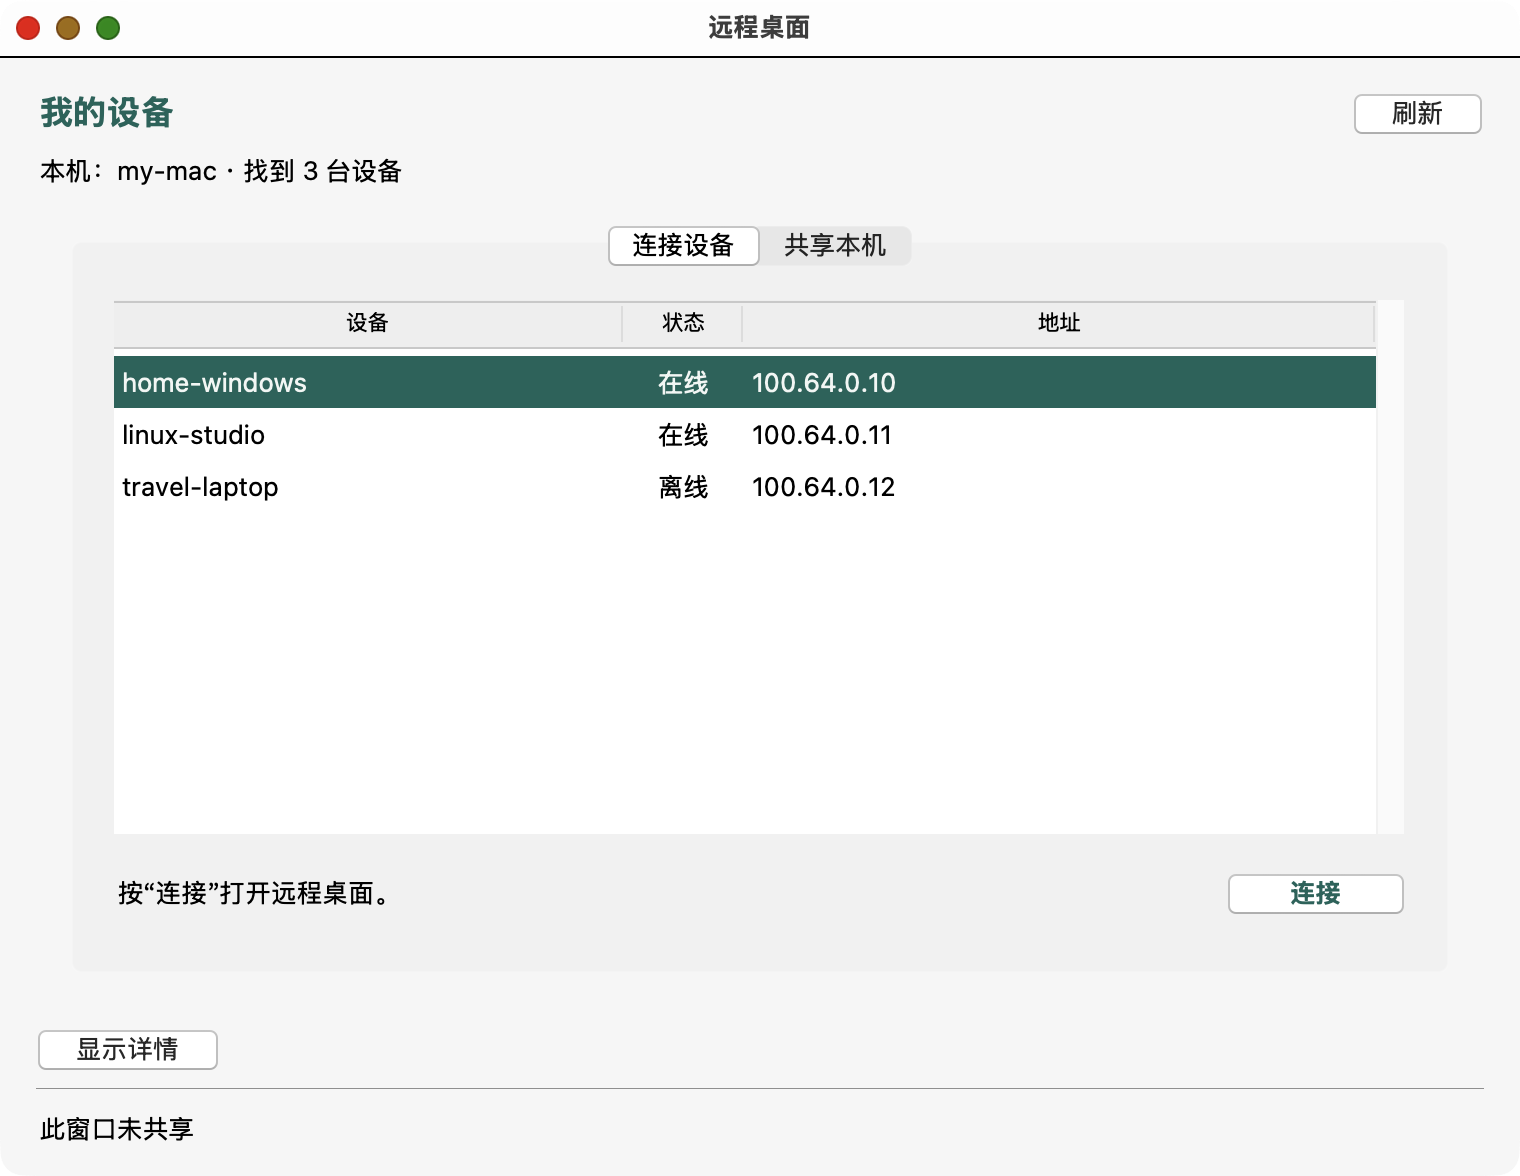 远程桌面
我的设备
刷新
本机：my-mac · 找到 3 台设备
连接设备 共享本机
设备 状态 地址
home-windows 在线 100.64.0.10
linux-studio 在线 100.64.0.11
travel-laptop 离线 100.64.0.12
按“连接”打开远程桌面。 连接
显示详情
此窗口未共享